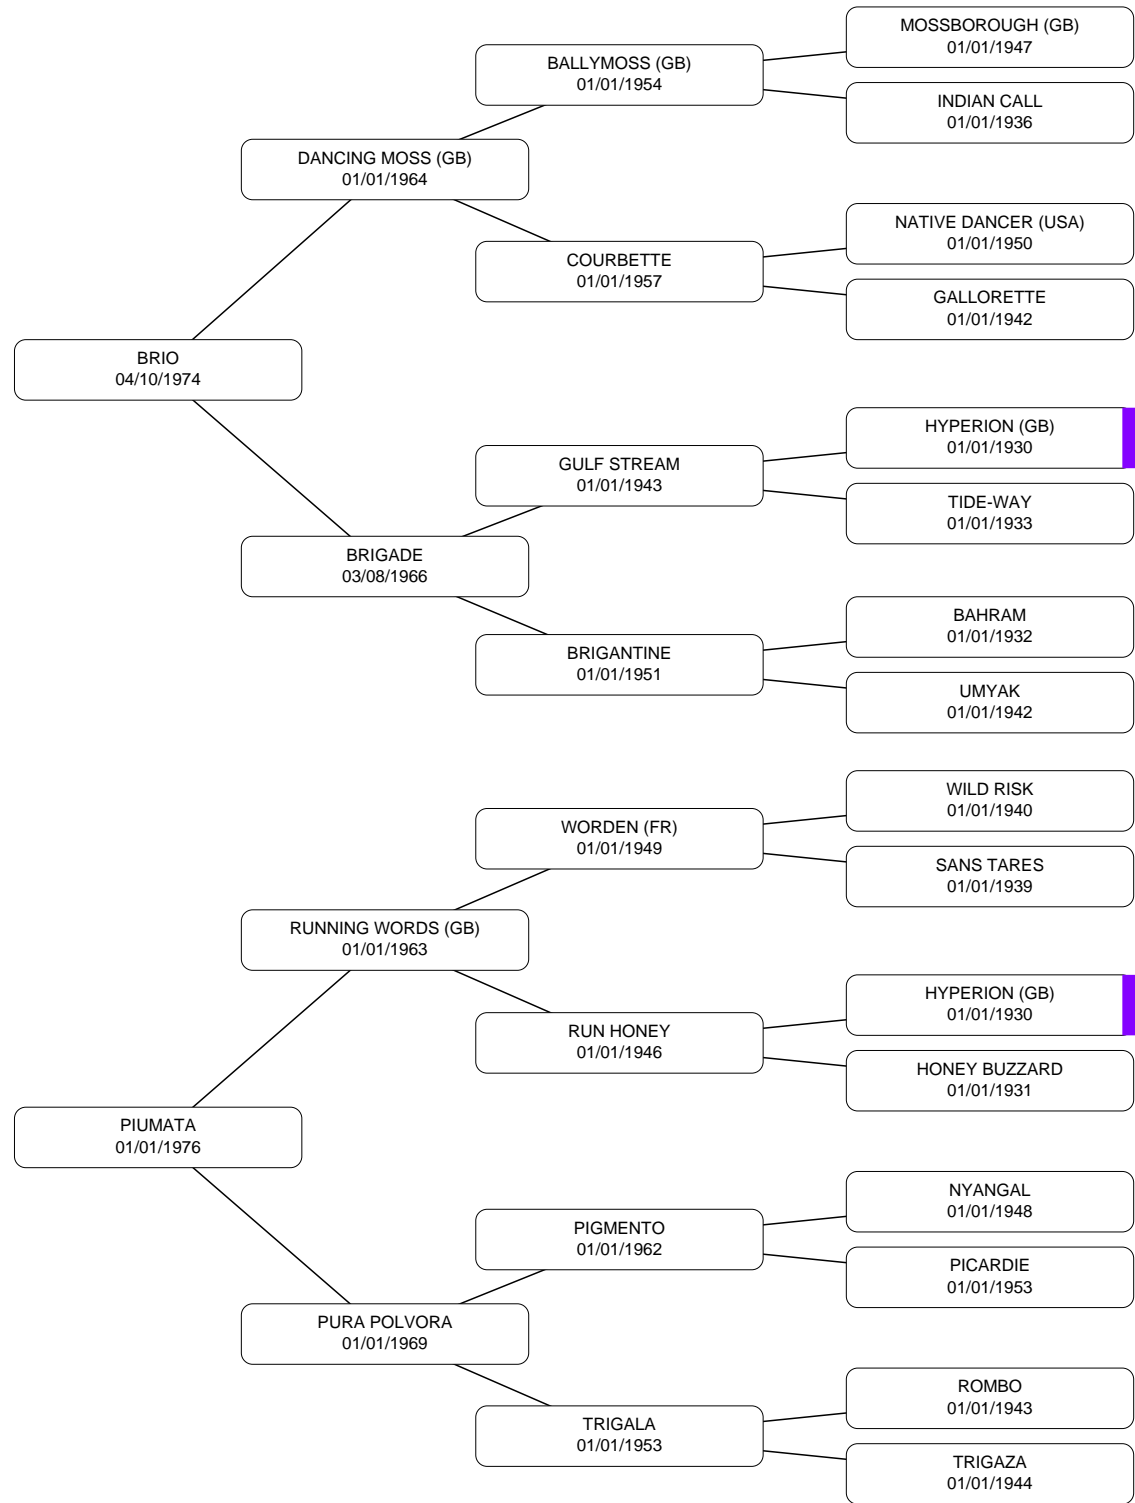 MOSSBOROUGH (GB)
01/01/1947
BALLYMOSS (GB)
01/01/1954
INDIAN CALL
01/01/1936
DANCING MOSS (GB)
01/01/1964
NATIVE DANCER (USA)
01/01/1950
COURBETTE
01/01/1957
GALLORETTE
01/01/1942
BRIO
04/10/1974
HYPERION (GB)
01/01/1930
GULF STREAM
01/01/1943
TIDE-WAY
01/01/1933
BRIGADE
03/08/1966
BAHRAM
01/01/1932
BRIGANTINE
01/01/1951
UMYAK
01/01/1942
WILD RISK
01/01/1940
WORDEN (FR)
01/01/1949
SANS TARES
01/01/1939
RUNNING WORDS (GB)
01/01/1963
HYPERION (GB)
01/01/1930
RUN HONEY
01/01/1946
HONEY BUZZARD
01/01/1931
PIUMATA
01/01/1976
NYANGAL
01/01/1948
PIGMENTO
01/01/1962
PICARDIE
01/01/1953
PURA POLVORA
01/01/1969
ROMBO
01/01/1943
TRIGALA
01/01/1953
TRIGAZA
01/01/1944